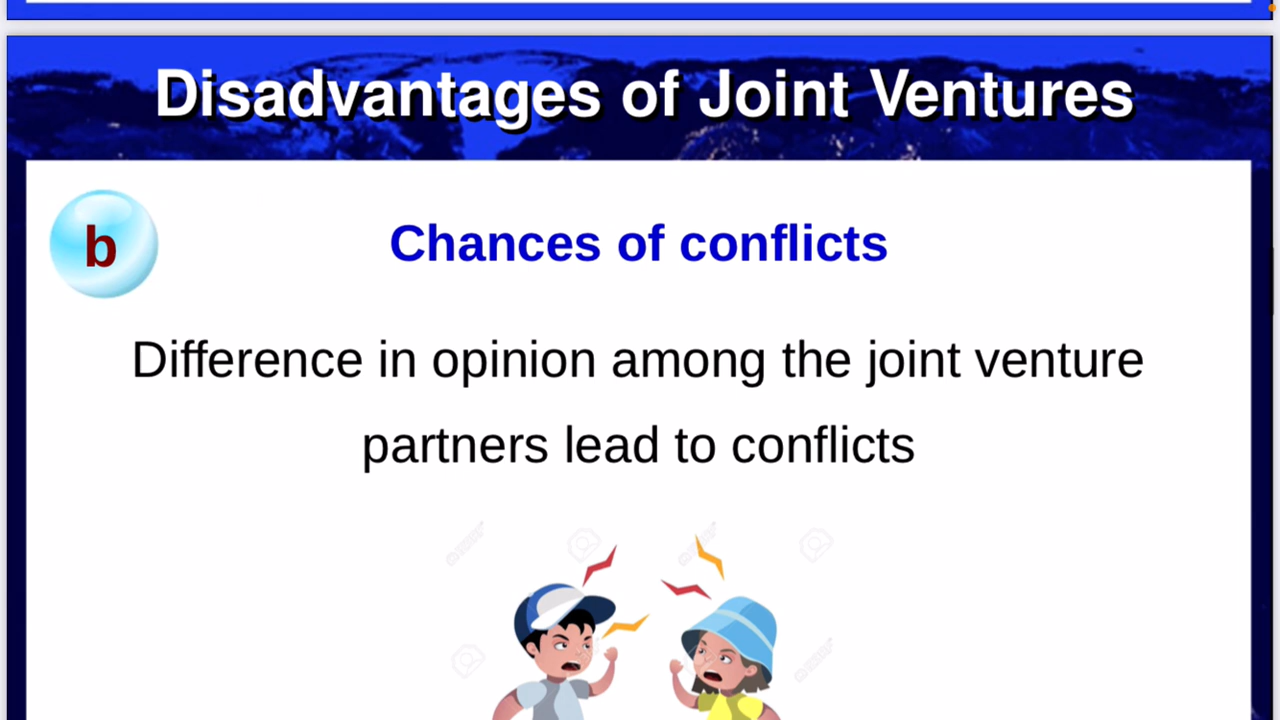 Disadvantages of Joint Ventures
b
Chances of conflicts
Difference in opinion among the joint venture
partners lead to conflicts